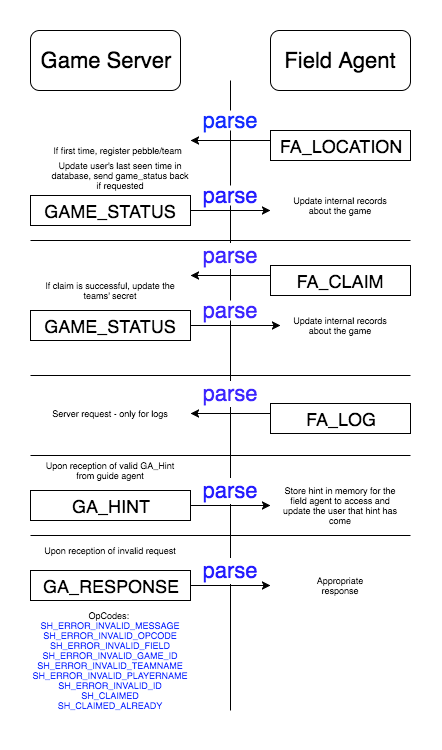 Game Server
Field Agent
parse
FA_LOCATION
If first time, register pebble/team
Update user's last seen time in
database, send game_status back
if requested
parse
GAME_STATUS
Update internal records
about the game
parse
FA_CLAIM
If claim is successful, update the
teams' secret
parse
GAME_STATUS
Update internal records
about the game
parse
Server request - only for logs
FA_LOG
Upon reception of valid GA_Hint
from guide agent
parse
GA_HINT
Store hint in memory for the
field agent to access and
update the user that hint has
come
Upon reception of invalid request
parse
GA_RESPONSE
Appropriate
response
OpCodes:
SH_ERROR_INVALID_MESSAGE
SH_ERROR_INVALID_OPCODE
SH_ERROR_INVALID_FIELD
SH_ERROR_INVALID_GAME_ID
SH_ERROR_INVALID_TEAMNAME
SH_ERROR_INVALID_PLAYERNAME
SH_ERROR_INVALID_ID
SH_CLAIMED
SH_CLAIMED_ALREADY